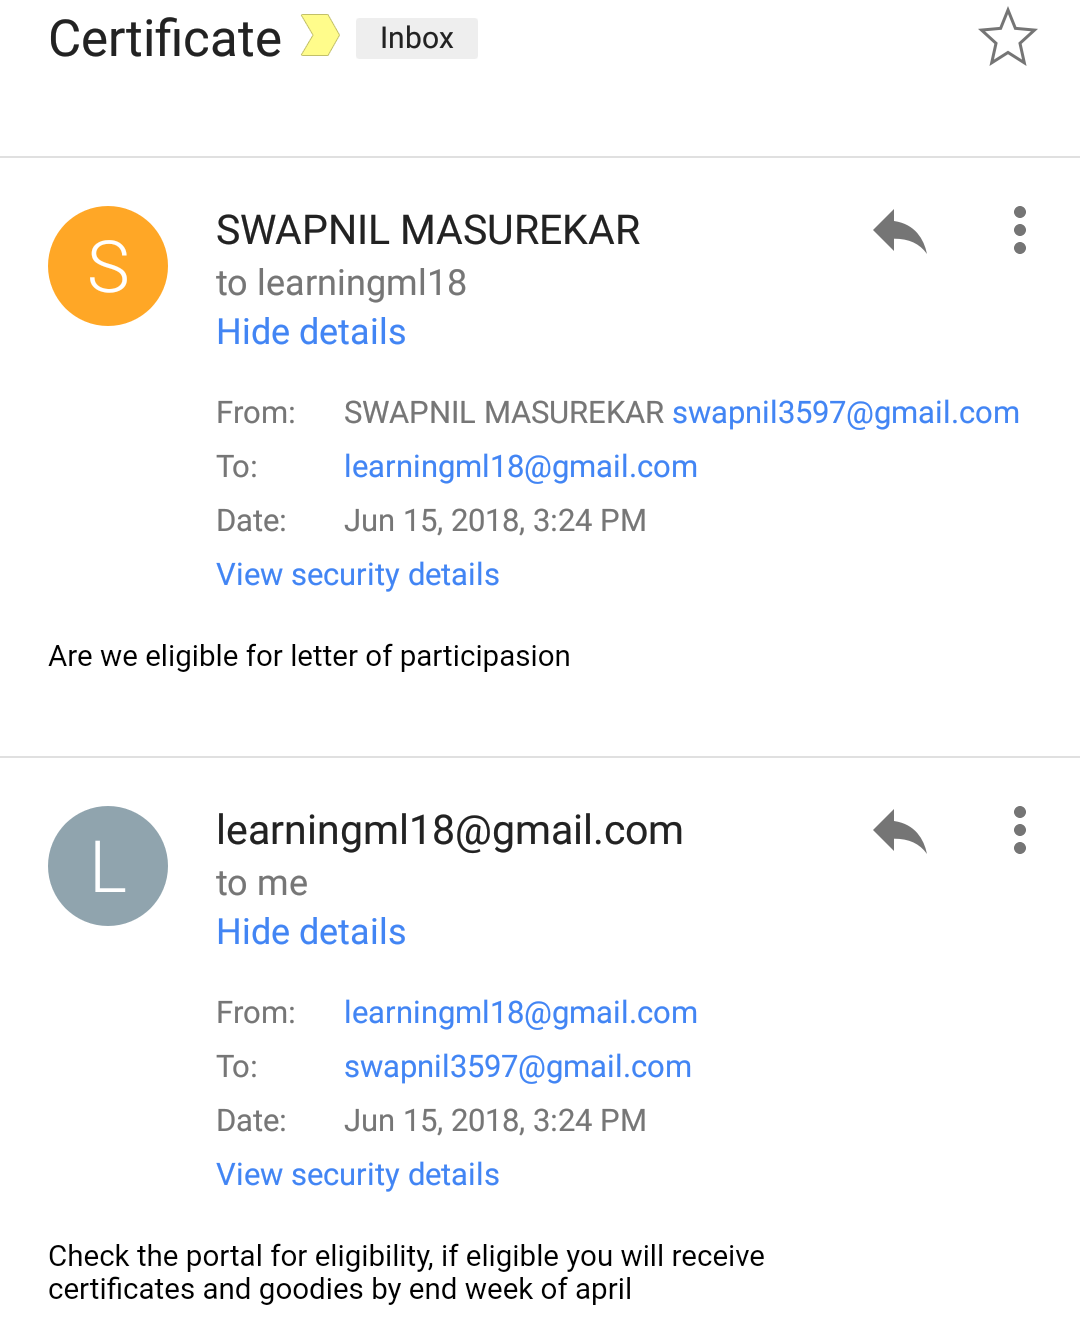 Certificate Inbox
S
SWAPNIL MASUREKAR
to learningml18
Hide details
From: SWAPNIL MASUREKAR swapnil3597@gmail.com
To: learningml18@gmail.com
Date: Jun 15, 2018, 3:24 PM
View security details
Are we eligible for letter of participasion
L
learningml18@gmail.com
to me
Hide details
From: learningml18@gmail.com
To: swapnil3597@gmail.com
Date: Jun 15, 2018, 3:24 PM
View security details
Check the portal for eligibility, if eligible you will receive
certificates and goodies by end week of april